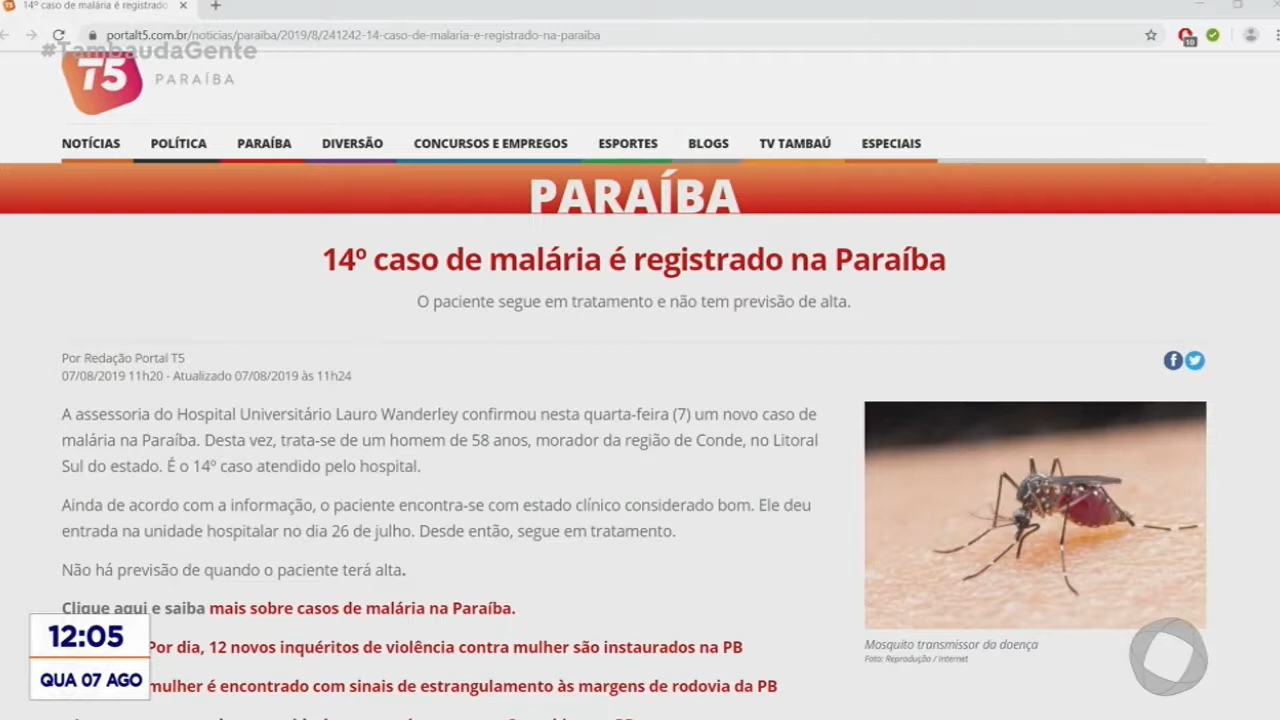 14º caso de malária é registrado
portalt5.com.br/noticias/paraiba/2019/8/241242-14-caso-de-malaria-e-registrado-na-paraiba
#TambaudaGente
T5 PARAÍBA
NOTÍCIAS POLÍTICA PARAÍBA DIVERSÃO CONCURSOS E EMPREGOS ESPORTES BLOGS TV TAMBAÚ ESPECIAIS
PARAÍBA
14º caso de malária é registrado na Paraíba
O paciente segue em tratamento e não tem previsão de alta.
Por Redação Portal T5
07/08/2019 11h20 - Atualizado 07/08/2019 às 11h24
A assessoria do Hospital Universitário Lauro Wanderley confirmou nesta quarta-feira (7) um novo caso de
malária na Paraíba. Desta vez, trata-se de um homem de 58 anos, morador da região de Conde, no Litoral
Sul do estado. É o 14º caso atendido pelo hospital.
Ainda de acordo com a informação, o paciente encontra-se com estado clínico considerado bom. Ele deu
entrada na unidade hospitalar no dia 26 de julho. Desde então, segue em tratamento.
Não há previsão de quando o paciente terá alta.
Clique aqui e saiba mais sobre casos de malária na Paraíba.
Por dia, 12 novos inquéritos de violência contra mulher são instaurados na PB
mulher é encontrado com sinais de estrangulamento às margens de rodovia da PB
Mosquito transmissor da doença
Foto: Reprodução / Internet
12:05
QUA 07 AGO